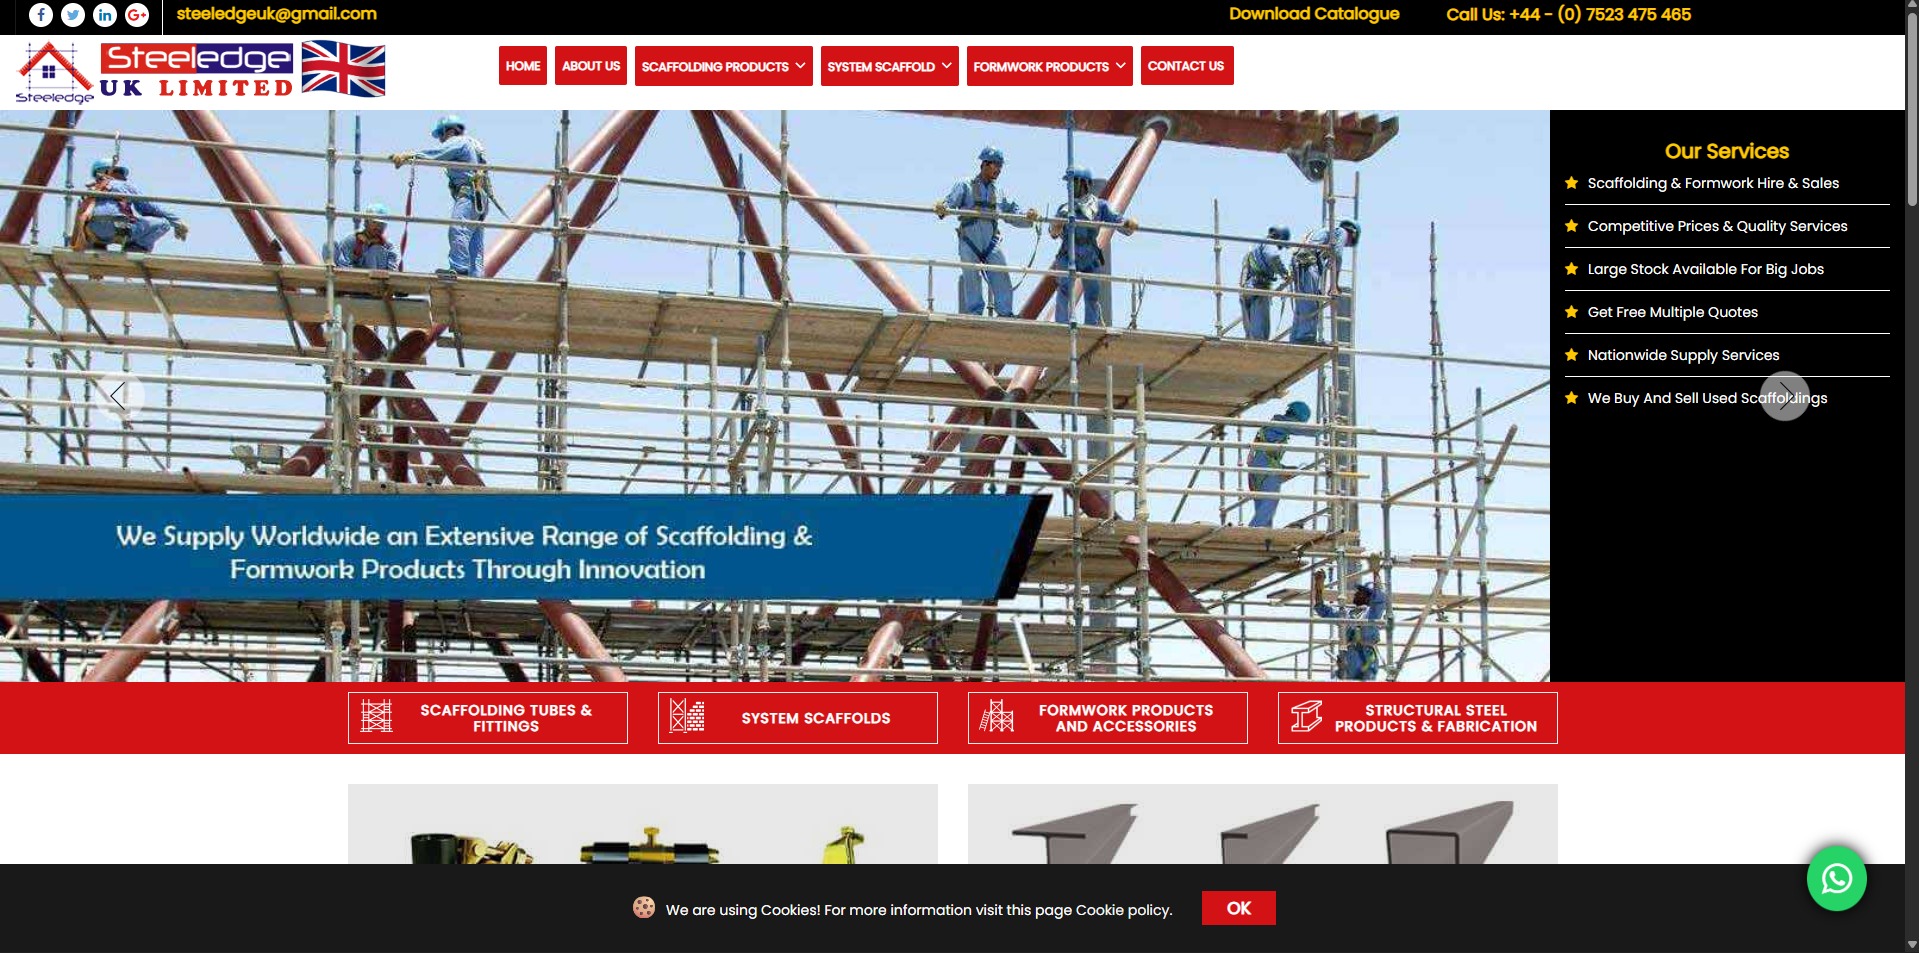 steeledgeuk@gmail.com
Download Catalogue
Call Us: +44 - (0) 7523 475 465
Steeledge
Steeledge
UK LIMITED
HOME
ABOUT US
SCAFFOLDING PRODUCTS
SYSTEM SCAFFOLD
FORMWORK PRODUCTS
CONTACT US
Our Services
Scaffolding & Formwork Hire & Sales
Competitive Prices & Quality Services
Large Stock Available For Big Jobs
Get Free Multiple Quotes
Nationwide Supply Services
We Buy And Sell Used Scaffoldings
We Supply Worldwide an Extensive Range of Scaffolding &
Formwork Products Through Innovation
SCAFFOLDING TUBES &
FITTINGS
SYSTEM SCAFFOLDS
FORMWORK PRODUCTS
AND ACCESSORIES
STRUCTURAL STEEL
PRODUCTS & FABRICATION
We are using Cookies! For more information visit this page Cookie policy.
OK